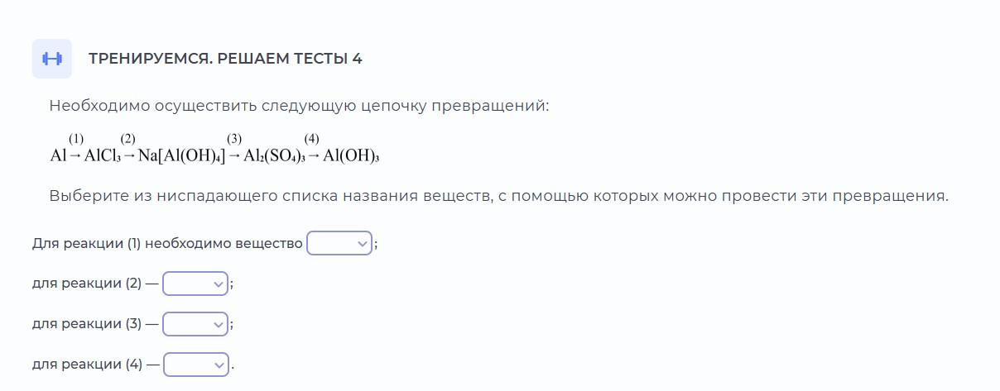 ТРЕНИРУЕМСЯ. РЕШАЕМ ТЕСТЫ 4
Необходимо осуществить следующую цепочку превращений:
(1) (2) (3) (4)
Al→AlCl₃→Na[Al(OH)₄]→Al₂(SO₄)₃→Al(OH)₃
Выберите из ниспадающего списка названия веществ, с помощью которых можно провести эти превращения.
Для реакции (1) необходимо вещество ;
для реакции (2) — ;
для реакции (3) — ;
для реакции (4) — .